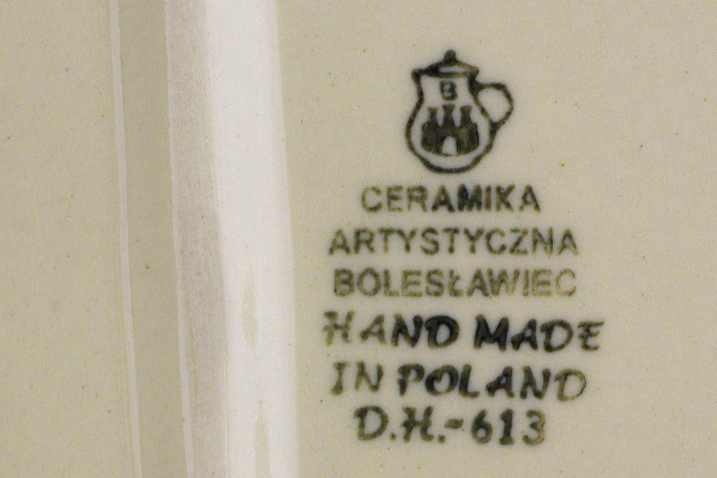 B
CERAMIKA
ARTYSTYCZNA
BOLESŁAWIEC
HAND MADE
IN POLAND
D.H.-613